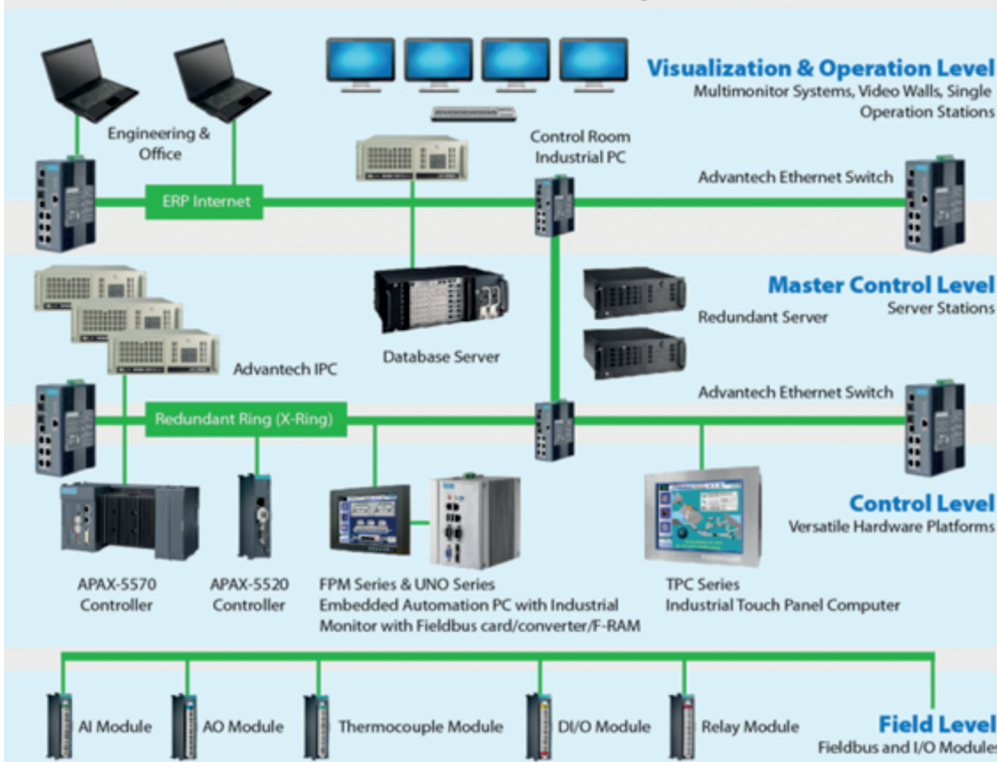 Visualization & Operation Level
Multimonitor Systems, Video Walls, Single
Operation Stations
Engineering &
Office
Control Room
Industrial PC
Advantech Ethernet Switch
ERP Internet
Master Control Level
Server Stations
Redundant Server
Database Server
Advantech IPC
Advantech Ethernet Switch
Redundant Ring (X-Ring)
Control Level
Versatile Hardware Platforms
APAX-5570
Controller
APAX-5520
Controller
FPM Series & UNO Series
Embedded Automation PC with Industrial
Monitor with Fieldbus card/converter/F-RAM
TPC Series
Industrial Touch Panel Computer
AI Module
AO Module
Thermocouple Module
DI/O Module
Relay Module
Field Level
Fieldbus and I/O Modules